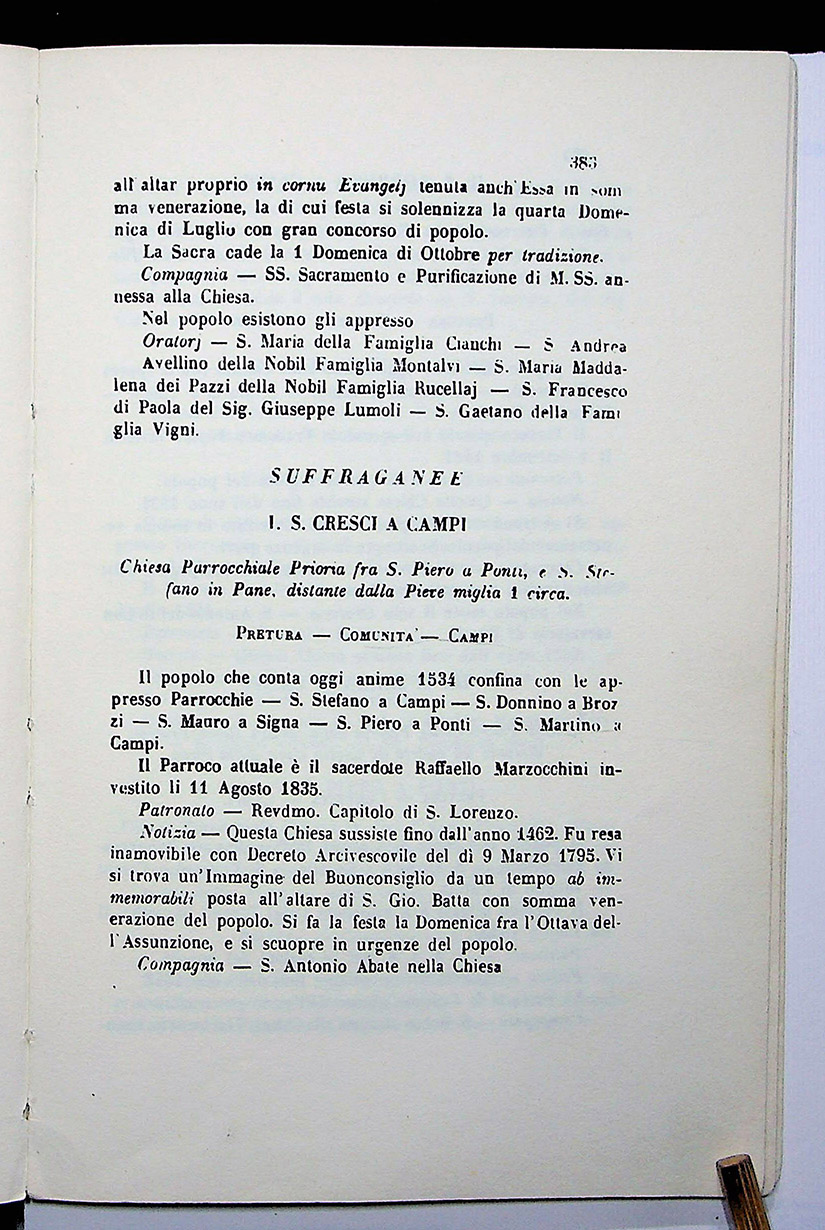 383
all'altar proprio in cornu Evangelj tenuta anch'Essa in som
ma venerazione, la di cui festa si solennizza la quarta Dome-
nica di Luglio con gran concorso di popolo.
La Sacra cade la 1 Domenica di Ottobre per tradizione.
Compagnia — SS. Sacramento e Purificazione di M. SS. an-
nessa alla Chiesa.
Nel popolo esistono gli appresso
Oratorj — S. Maria della Famiglia Cianchi — S Andrea
Avellino della Nobil Famiglia Montalvi — S. Maria Madda-
lena dei Pazzi della Nobil Famiglia Rucellaj — S. Francesco
di Paola del Sig. Giuseppe Lumoli — S. Gaetano della Fami
glia Vigni.
SUFFRAGANEE
I. S. CRESCI A CAMPI
Chiesa Parrocchiale Prioria fra S. Piero a Ponti, e S. Ste-
fano in Pane, distante dalla Pieve miglia 1 circa.
PRETURA — COMUNITA' — CAMPI
Il popolo che conta oggi anime 1534 confina con le ap-
presso Parrocchie — S. Stefano a Campi — S. Donnino a Broz
zi — S. Mauro a Signa — S. Piero a Ponti — S. Martino a
Campi.
Il Parroco attuale è il sacerdote Raffaello Marzocchini in-
vestito li 11 Agosto 1835.
Patronato — Revdmo. Capitolo di S. Lorenzo.
Notizia — Questa Chiesa sussiste fino dall'anno 1462. Fu resa
inamovibile con Decreto Arcivescovile del dì 9 Marzo 1795. Vi
si trova un'Immagine del Buonconsiglio da un tempo ab im-
memorabili posta all'altare di S. Gio. Batta con somma ven-
erazione del popolo. Si fa la festa la Domenica fra l'Ottava del-
l'Assunzione, e si scuopre in urgenze del popolo.
Compagnia — S. Antonio Abate nella Chiesa